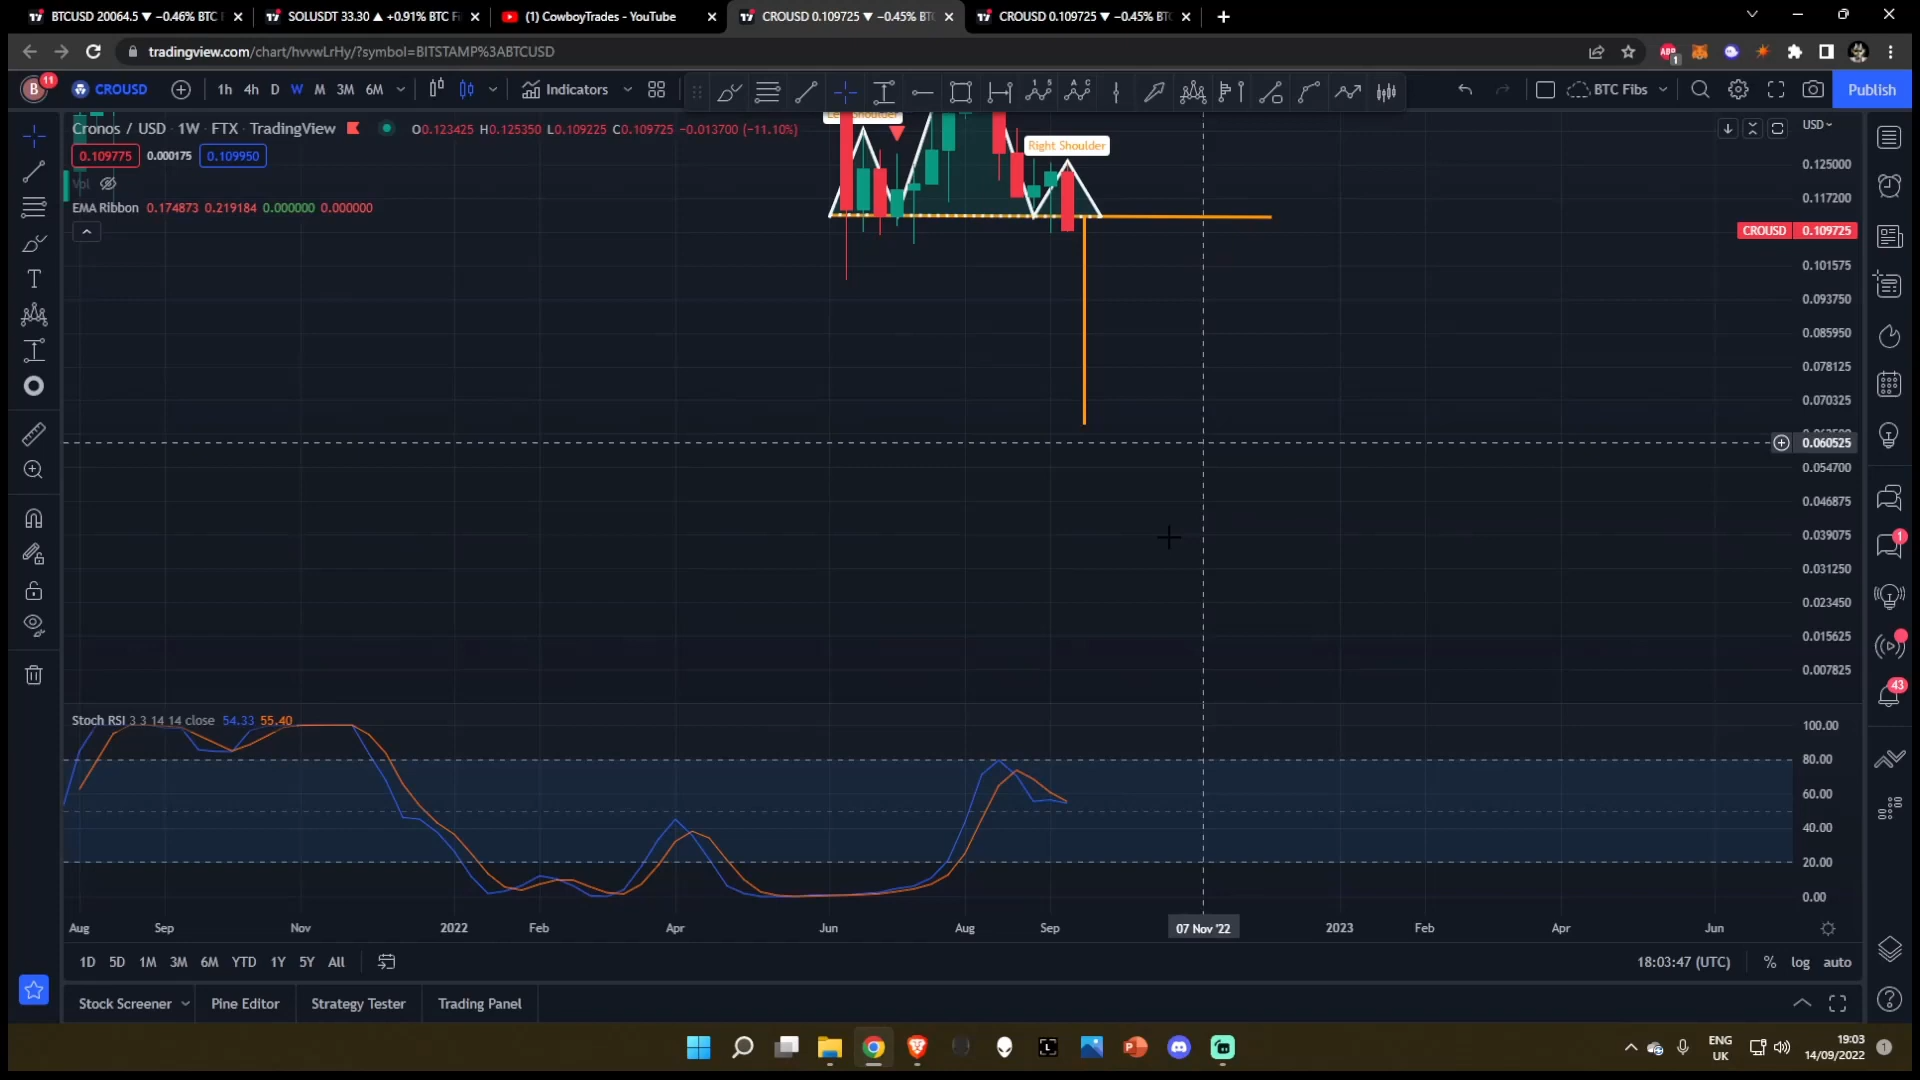 BTCUSD 20064.5 ▼ −0.46% BTC
SOLUSDT 33.30 ▲ +0.91% BTC F
(1) CowboyTrades - YouTube
CROUSD 0.109725 ▼ −0.45% BT
CROUSD 0.109725 ▼ −0.45% BTC
tradingview.com/chart/hvvwLrHy/?symbol=BITSTAMP%3ABTCUSD
1
B
11
CROUSD
1h 4h D W M 3M 6M
Indicators
BTC Fibs
Publish
Cronos / USD · 1W · FTX · TradingView
O0.123425 H0.125350 L0.109225 C0.109725 −0.013700 (−11.10%)
0.109775 0.000175 0.109950
Vol
EMA Ribbon 0.174873 0.219184 0.000000 0.000000
Shoulder
Right Shoulder
USD
0.125000
0.117200
CROUSD 0.109725
0.101575
0.093750
0.085950
0.078125
0.070325
0.060525
0.054700
0.046875
0.039075
0.031250
0.023450
0.015625
0.007825
1
43
Stoch RSI 3 3 14 14 close 54.33 55.40
100.00
80.00
60.00
40.00
20.00
0.00
Aug Sep Nov 2022 Feb Apr Jun Aug Sep 07 Nov '22 2023 Feb Apr Jun
1D 5D 1M 3M 6M YTD 1Y 5Y All
18:03:47 (UTC) % log auto
Stock Screener Pine Editor Strategy Tester Trading Panel
ENG
UK
19:03
14/09/2022
1